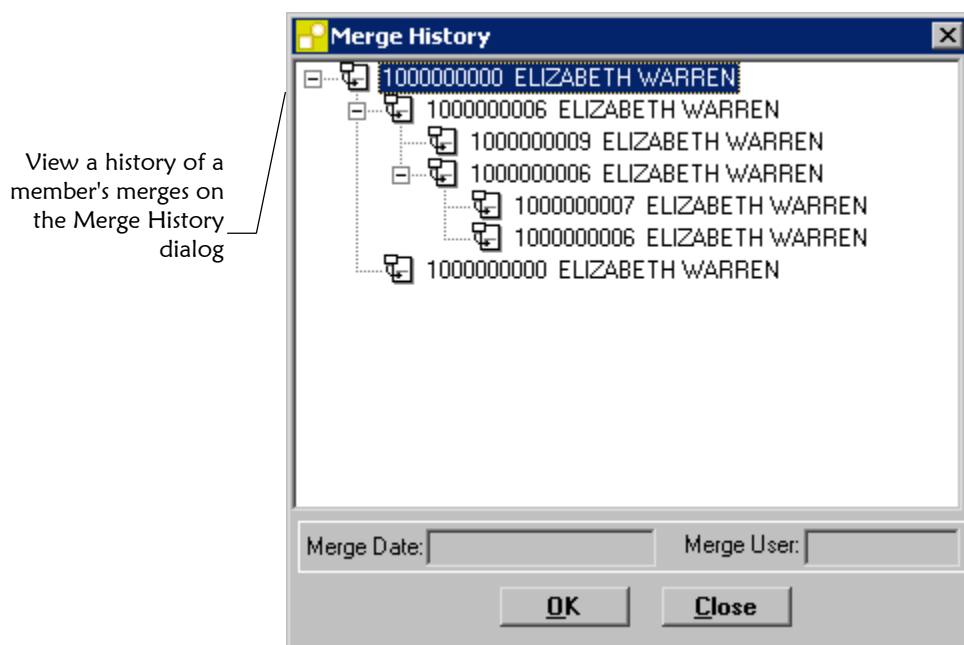 Merge History
1000000000 ELIZABETH WARREN
1000000006 ELIZABETH WARREN
1000000009 ELIZABETH WARREN
1000000006 ELIZABETH WARREN
1000000007 ELIZABETH WARREN
1000000006 ELIZABETH WARREN
1000000000 ELIZABETH WARREN
View a history of a
member's merges on
the Merge History
dialog
Merge Date: Merge User:
OK Close